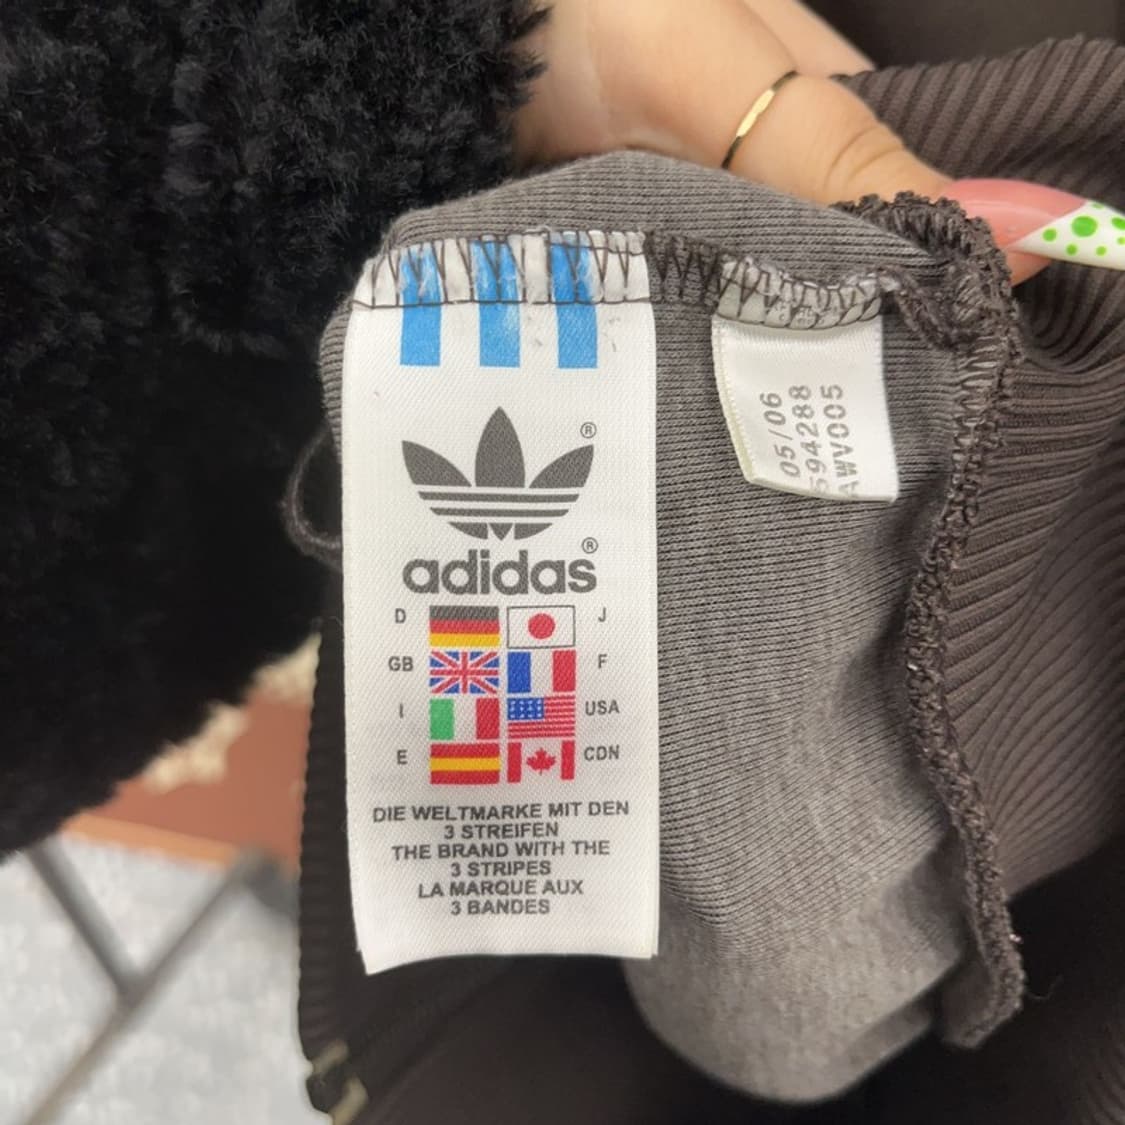 adidas
D J
GB F
I USA
E CDN
DIE WELTMARKE MIT DEN
3 STREIFEN
THE BRAND WITH THE
3 STRIPES
LA MARQUE AUX
3 BANDES
05/06
594288
AWV005